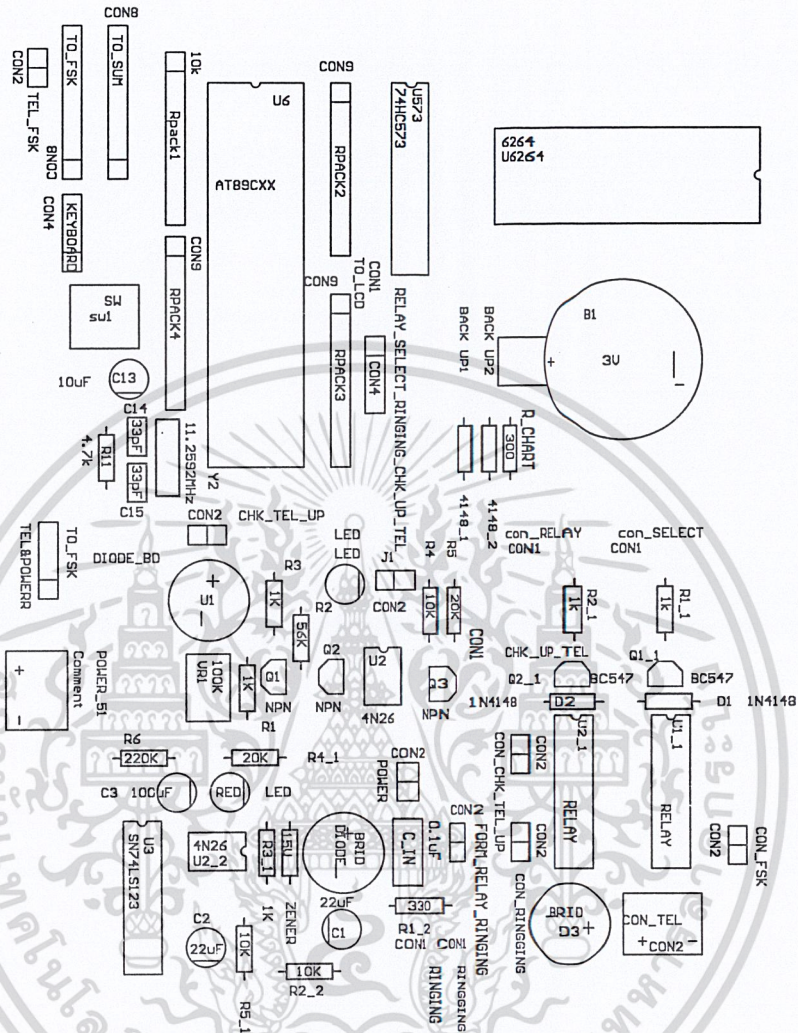 CON8
CON2
TEL_FSK
TO_FSK
CON8
TO_SUM
10k
Rpack1
U6
AT89CXX
CON9
RPACK2
U573
74HC573
6264
U6264
CON4
KEYBOARD
CON9
RPACK4
SW
sw1
10uF
C13
C14
33pF
33pF
C15
R11
4.7k
11.2592MHz
Y2
CON9
RPACK3
TO_LCD
CON1
CON4
RELAY_SELECT_RINGING_CHK_UP_TEL
BACK UP1
BACK UP2
B1
+ 3V -
R_CHART
300
4148_1
4148_2
TO_FSK
TEL&POWERR
DIODE_BD
CON2
CHK_TEL_UP
+
U1
-
R3
1K
56K
LED
LED
R2
J1
CON2
R4
10K
R5
20K
CON1
con_RELAY
CON1
con_SELECT
CON1
R2_1
1k
R1_1
1k
+
-
Comment
POWER_51
100K
VR1
1K
R1
Q1
NPN
Q2
NPN
U2
4N26
Q3
NPN
CHK_UP_TEL
Q2_1
BC547
Q1_1
BC547
1N4148
D2
D1 1N4148
R6
220K
20K
R4_1
C3 100uF
RED
LED
POWER
CON2
CON_CHK_TEL_UP
CON2
U2_1
RELAY
U1_1
RELAY
U3
SN74LS123
4N26
U2_2
R3_1
1K
15V
ZENER
+
BRID
DIODE
-
C_IN
0.1uF
CON2
FORM_RELAY_RINGING
CON2
CON_RINGGING
CON_FSK
CON2
C2
22uF
10K
R5_1
22uF
C1
10K
R2_2
330
R1_2
CON1
CON1
RINGING
RINGGING
BRID
D3
+
-
CON_TEL
+ CON2 -